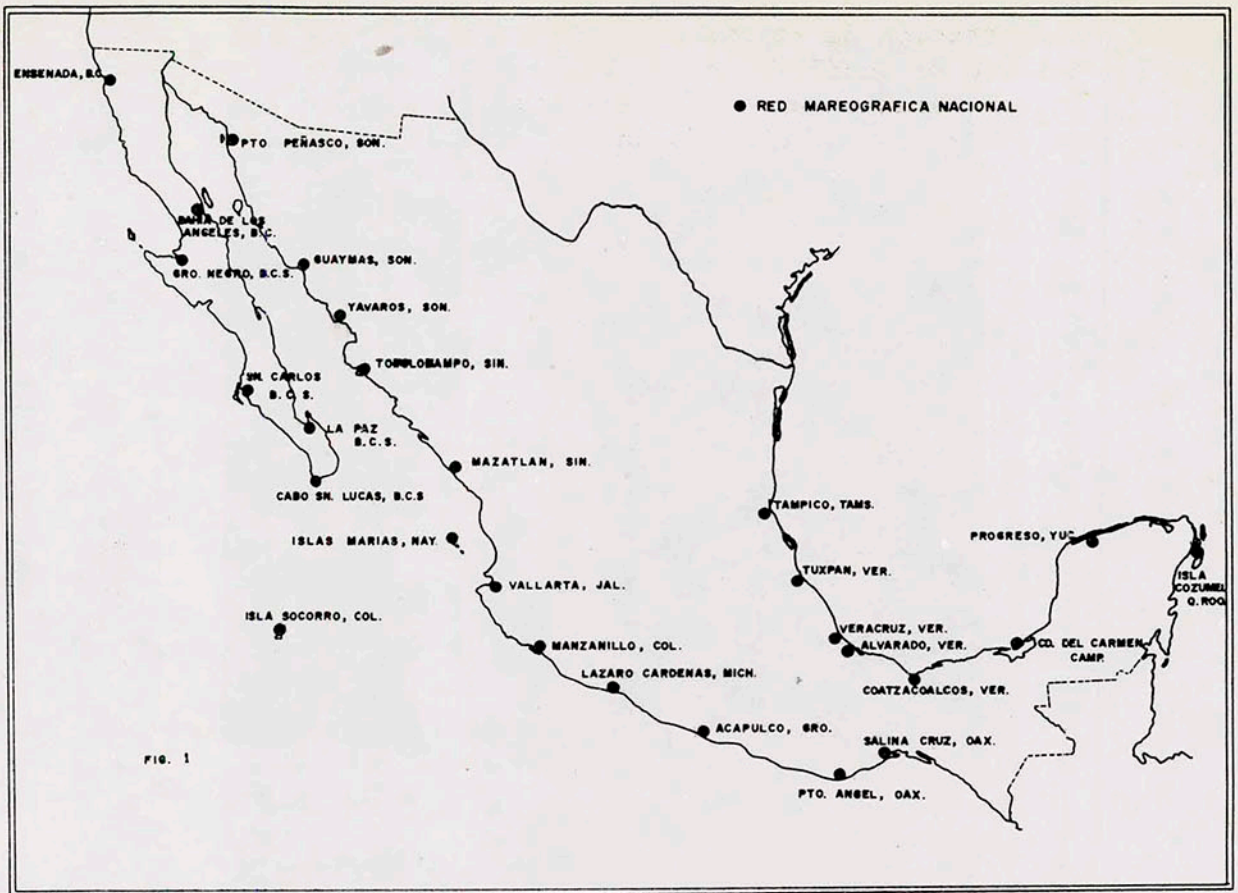 ENSENADA, B.C.
● RED MAREOGRAFICA NACIONAL
PTO PEÑASCO, SON.
BAHIA DE LOS
ANGELES, B.C.
GRO. NEGRO, B.C.S.
GUAYMAS, SON.
YAVAROS, SON.
TOPOLOBAMPO, SIN.
SN. CARLOS
B.C.S.
LA PAZ
B.C.S.
MAZATLAN, SIN.
CABO SN. LUCAS, B.C.S
TAMPICO, TAMS.
ISLAS MARIAS, NAY.
PROGRESO, YUC.
TUXPAN, VER.
ISLA
COZUMEL
Q. ROO
VALLARTA, JAL.
ISLA SOCORRO, COL.
VERACRUZ, VER.
ALVARADO, VER.
MANZANILLO, COL.
CD. DEL CARMEN
CAMP.
LAZARO CARDENAS, MICH.
COATZACOALCOS, VER.
ACAPULCO, GRO.
SALINA CRUZ, OAX.
FIG. 1
PTO. ANGEL, OAX.